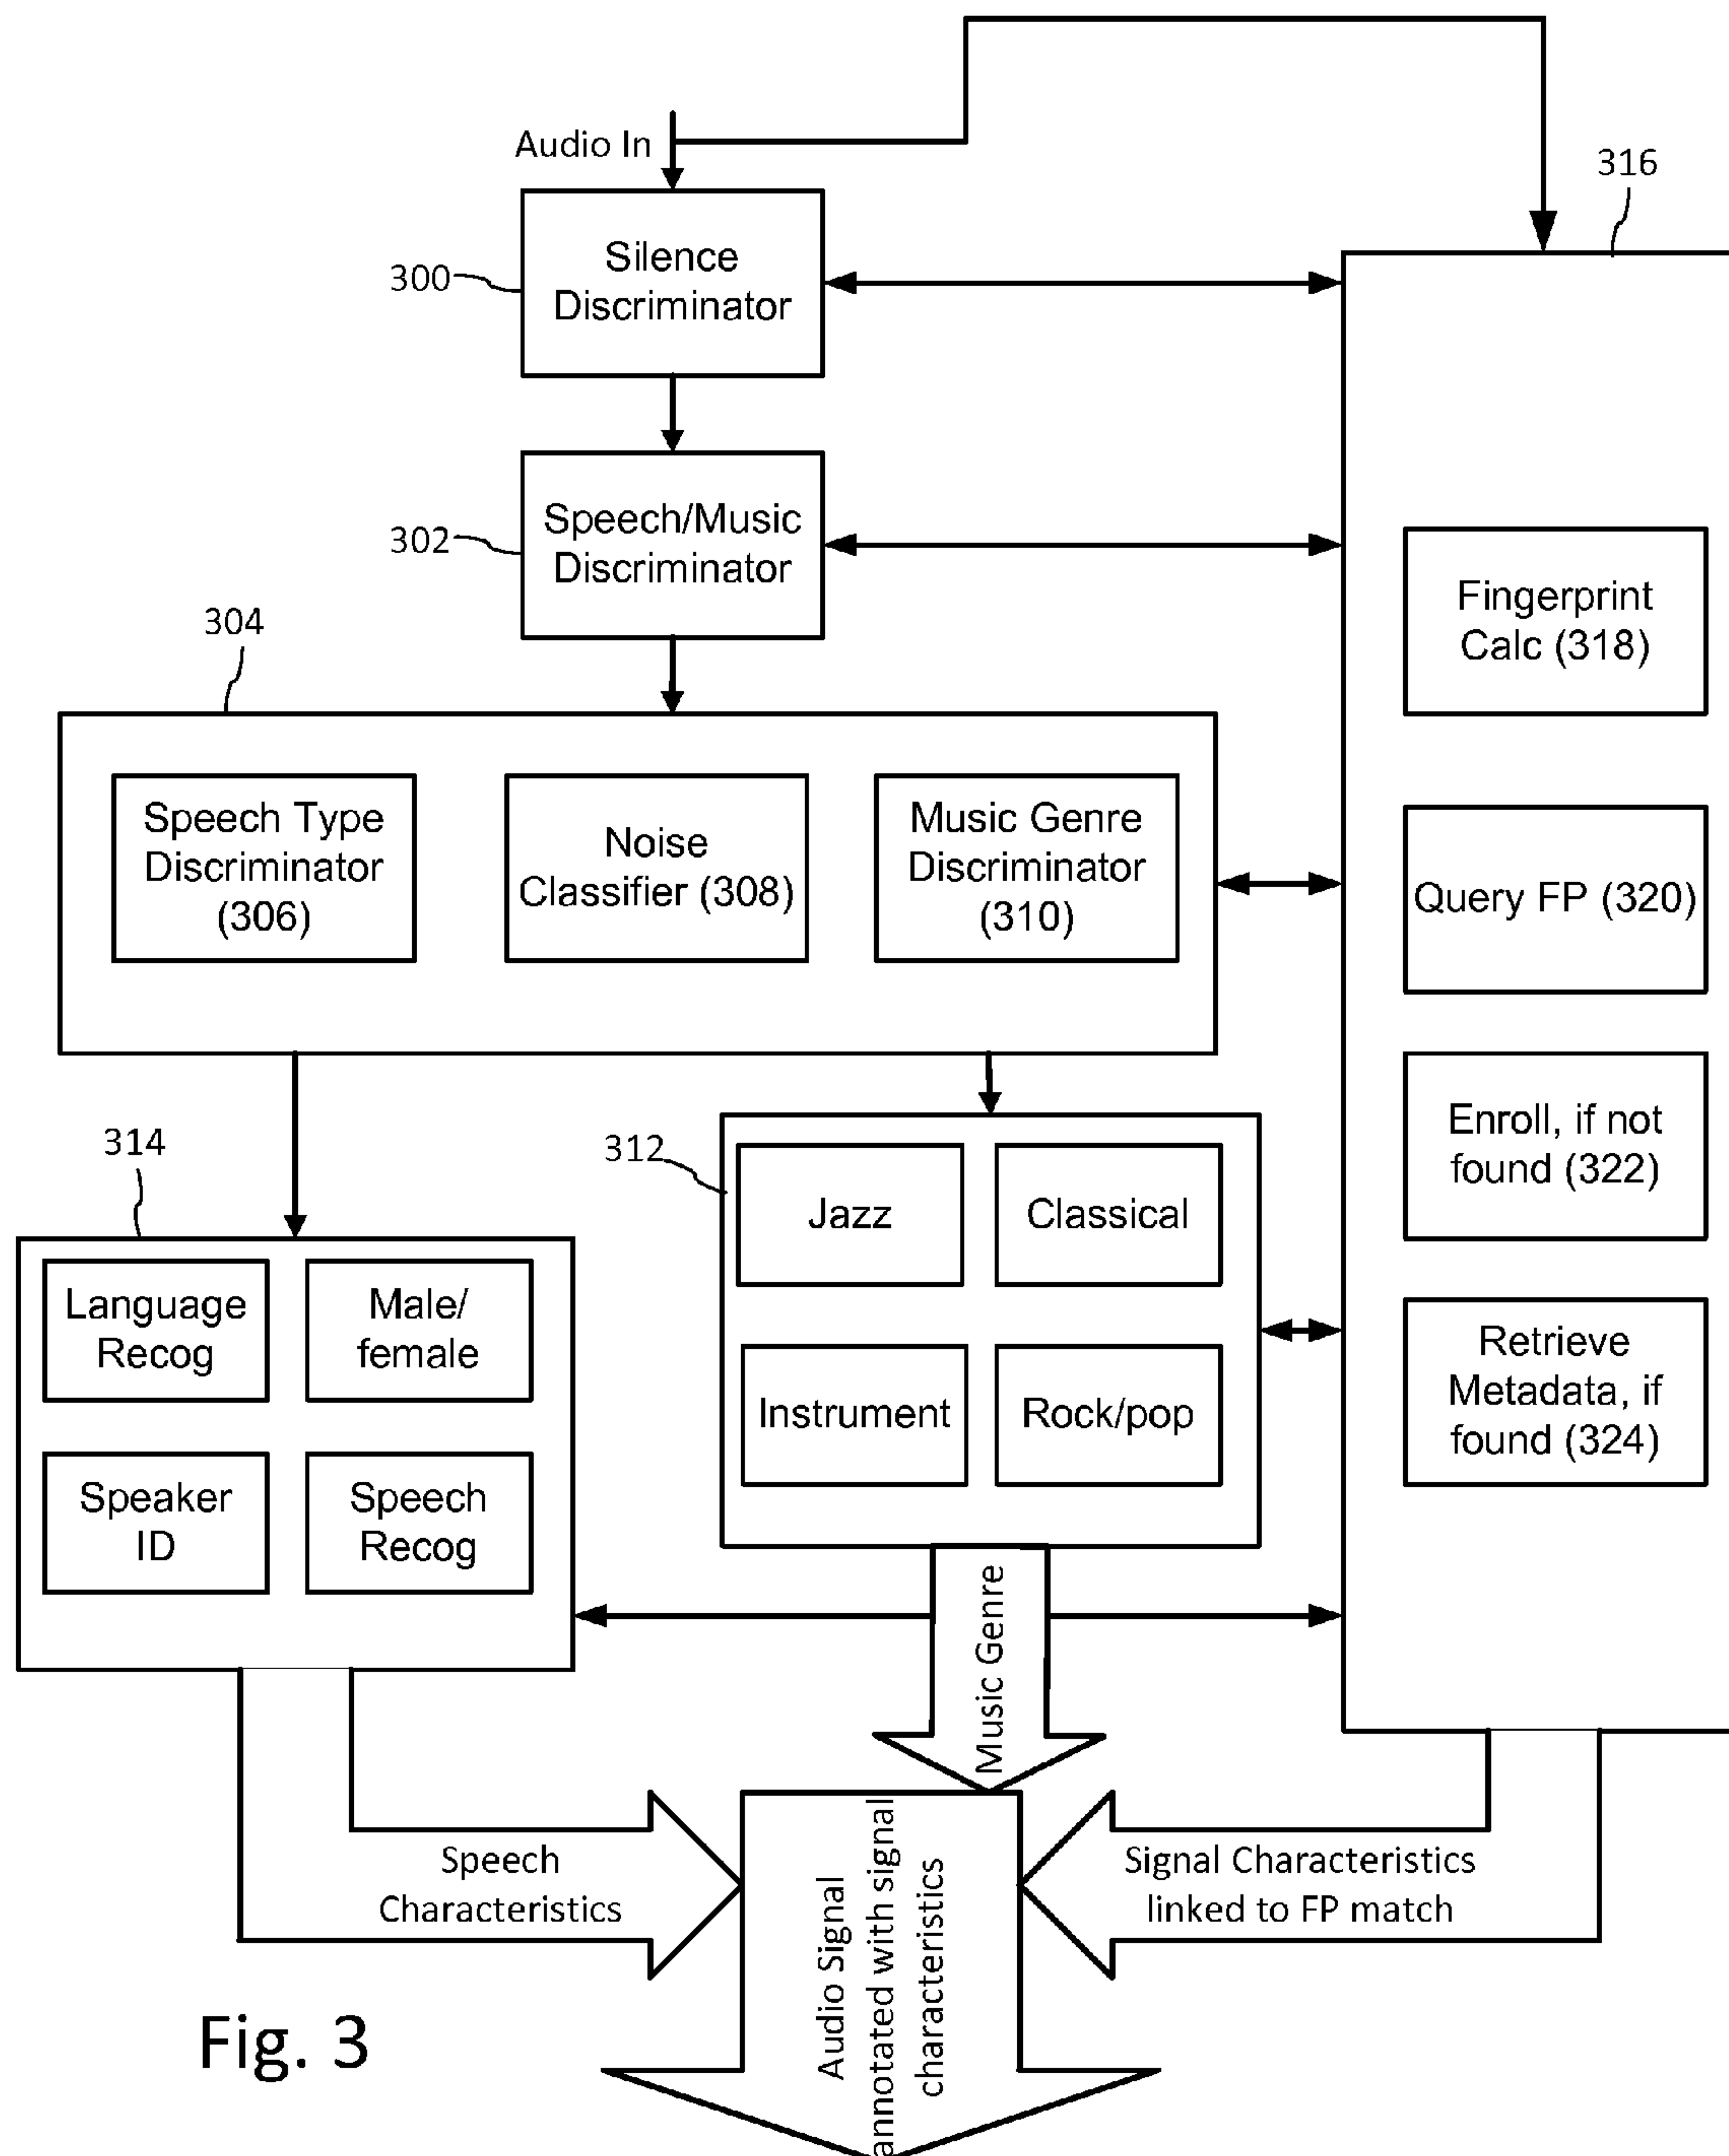 Audio In
316
300
Silence
Discriminator
302
Speech/Music
Discriminator
304
Fingerprint
Calc (318)
Speech Type
Discriminator
(306)
Noise
Classifier (308)
Music Genre
Discriminator
(310)
Query FP (320)
Enroll, if not
found (322)
314
312
Jazz
Classical
Language
Recog
Male/
female
Instrument
Rock/pop
Retrieve
Metadata, if
found (324)
Speaker
ID
Speech
Recog
Music Genre
Speech
Characteristics
Audio Signal
annotated with signal
characteristics
Signal Characteristics
linked to FP match
Fig. 3